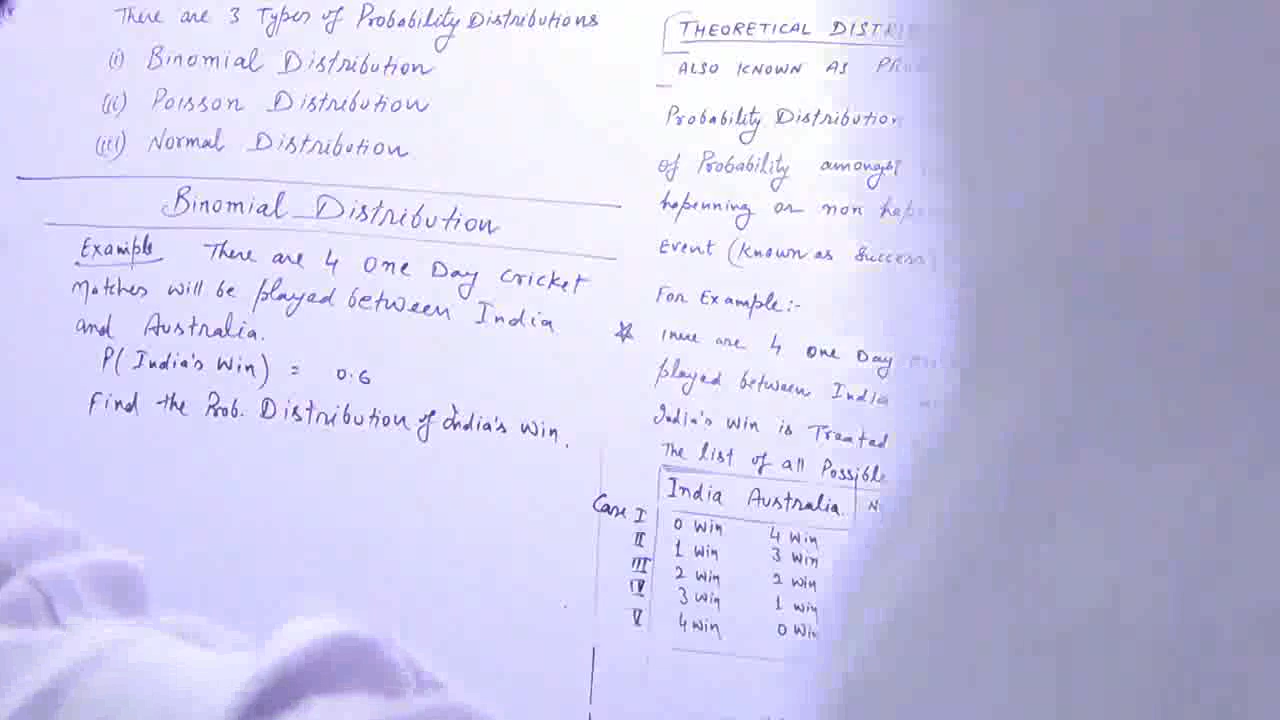 There are 3 Types of Probability Distributions
(i) Binomial Distribution
(ii) Poisson Distribution
(iii) Normal Distribution
Binomial Distribution
Example There are 4 One Day Cricket
Matches will be played between India
and Australia.
P(India's Win) = 0.6
Find the Prob. Distribution of India's Win.
THEORETICAL DISTRI
ALSO KNOWN AS PRO
Probability Distribution
of Probability amongst
hapenning or non hape
Event (Known as Success)
For Example:-
There are 4 One Day
played between India
India's Win is Treated
The list of all Possible
India Australia N
Case I 0 Win 4 Win
II 1 Win 3 Win
III 2 Win 2 Win
IV 3 Win 1 Win
V 4 Win 0 Win